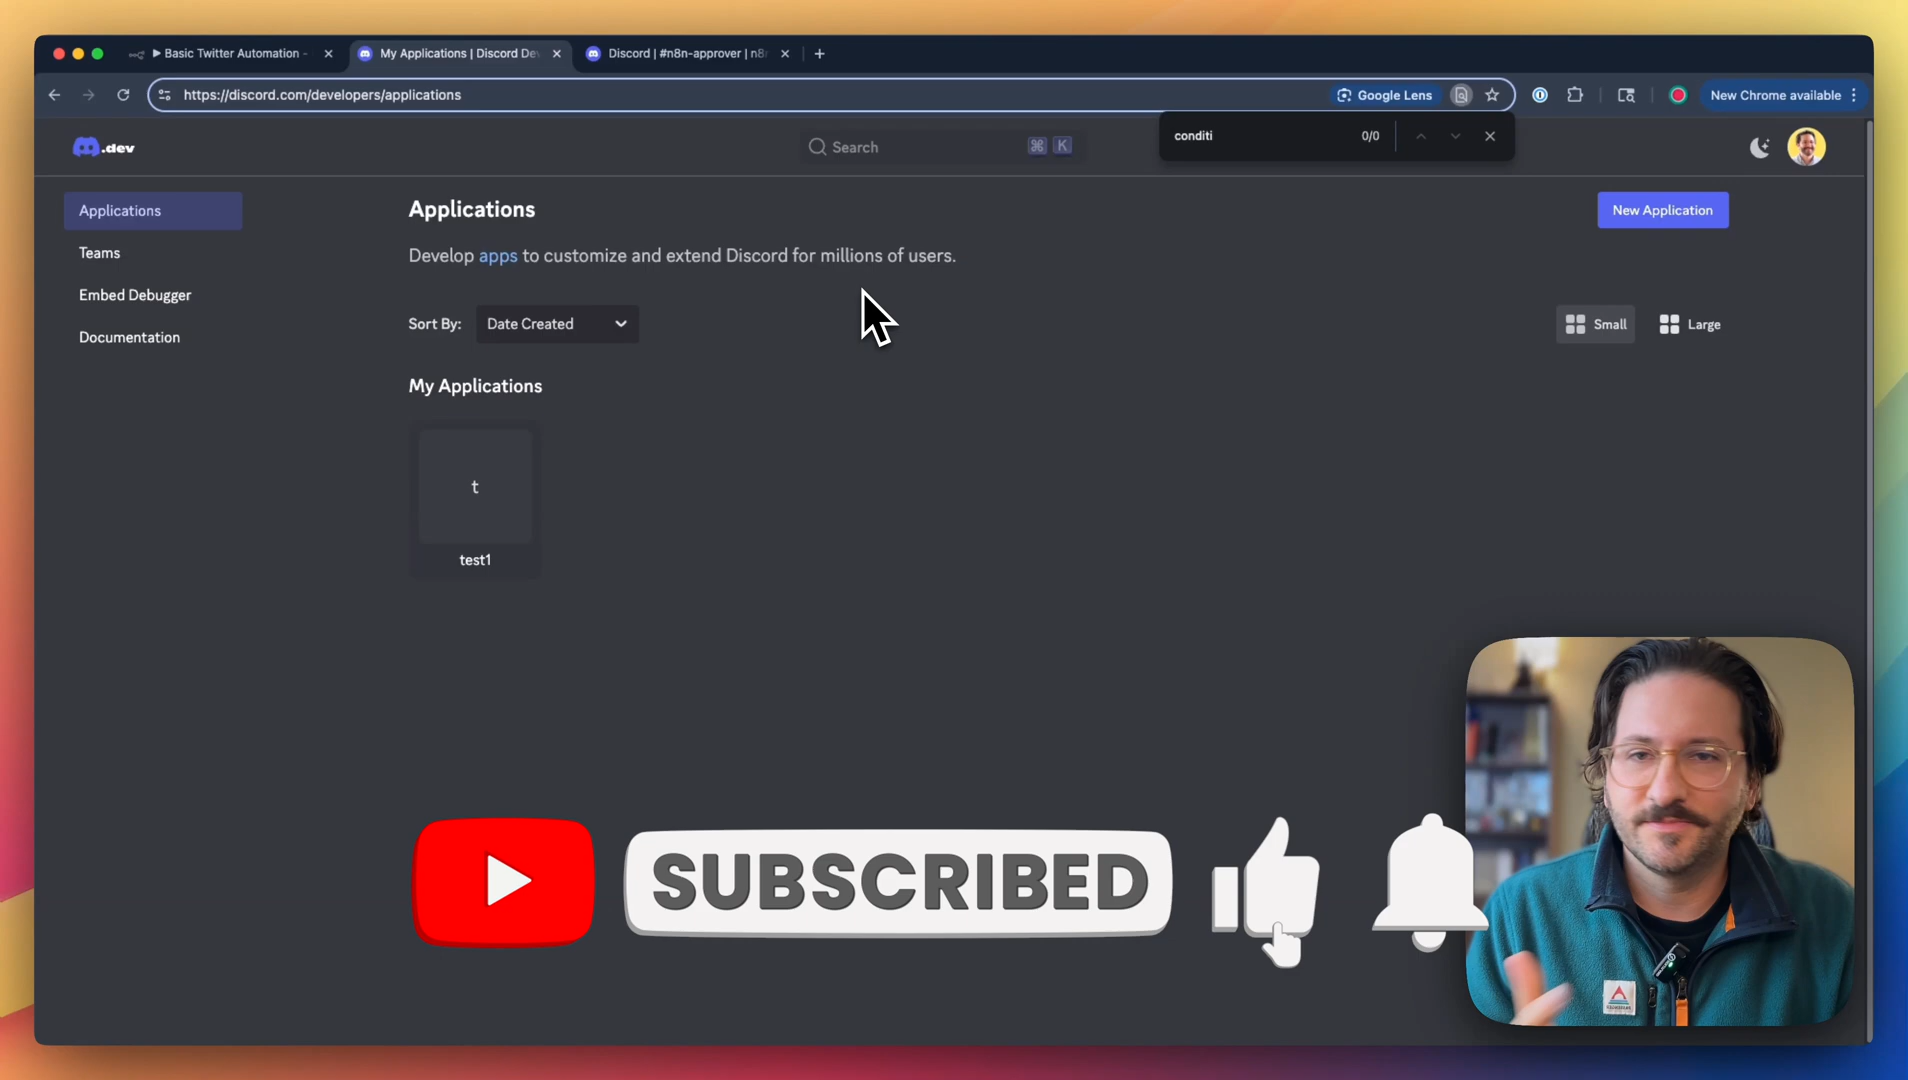 ▶ Basic Twitter Automation -
My Applications | Discord De
Discord | #n8n-approver | n8
https://discord.com/developers/applications
Google Lens
New Chrome available
conditi
0/0
.dev
Search
⌘ K
Applications
Teams
Embed Debugger
Documentation
Applications
New Application
Develop apps to customize and extend Discord for millions of users.
Sort By:
Date Created
Small
Large
My Applications
t
test1
SUBSCRIBED